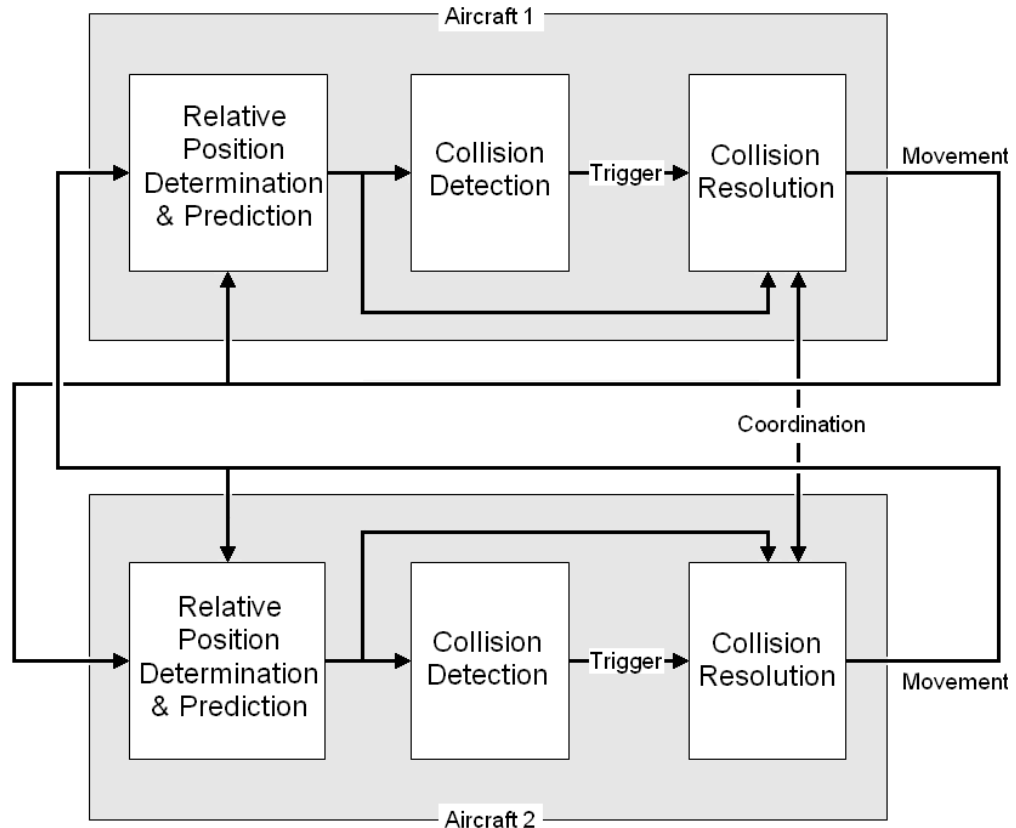 Aircraft 1
Relative
Position
Determination
& Prediction
Collision
Detection
Trigger
Collision
Resolution
Movement
Coordination
Relative
Position
Determination
& Prediction
Collision
Detection
Trigger
Collision
Resolution
Movement
Aircraft 2